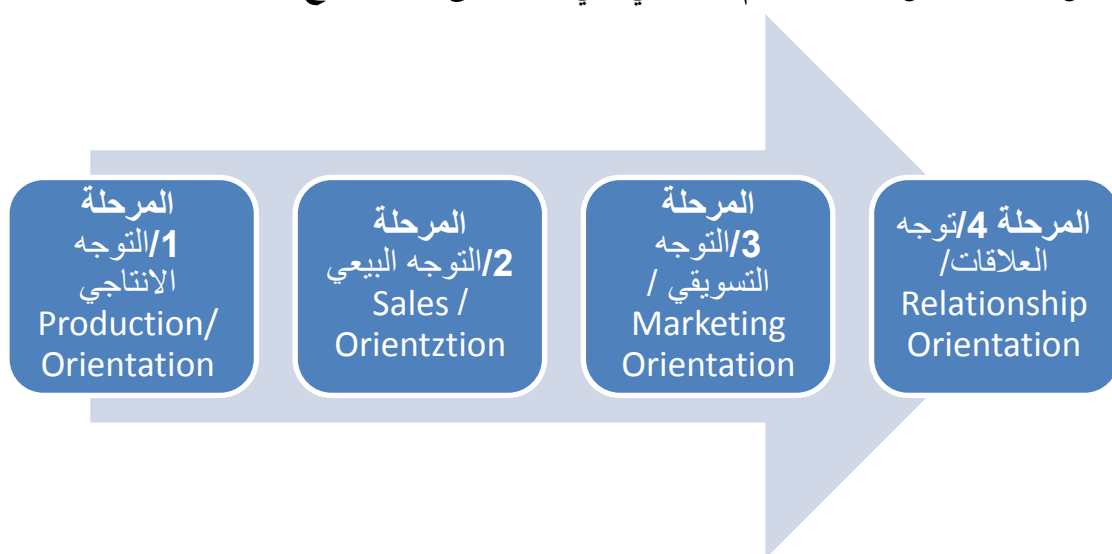 المرحلة
1/التوجه
الانتاجي
Production/
Orientation
المرحلة
2/التوجه البيعي
Sales /
Orientztion
المرحلة
3/التوجه
التسويقي /
Marketing
Orientation
المرحلة 4/توجه
العلاقات/
Relationship
Orientation